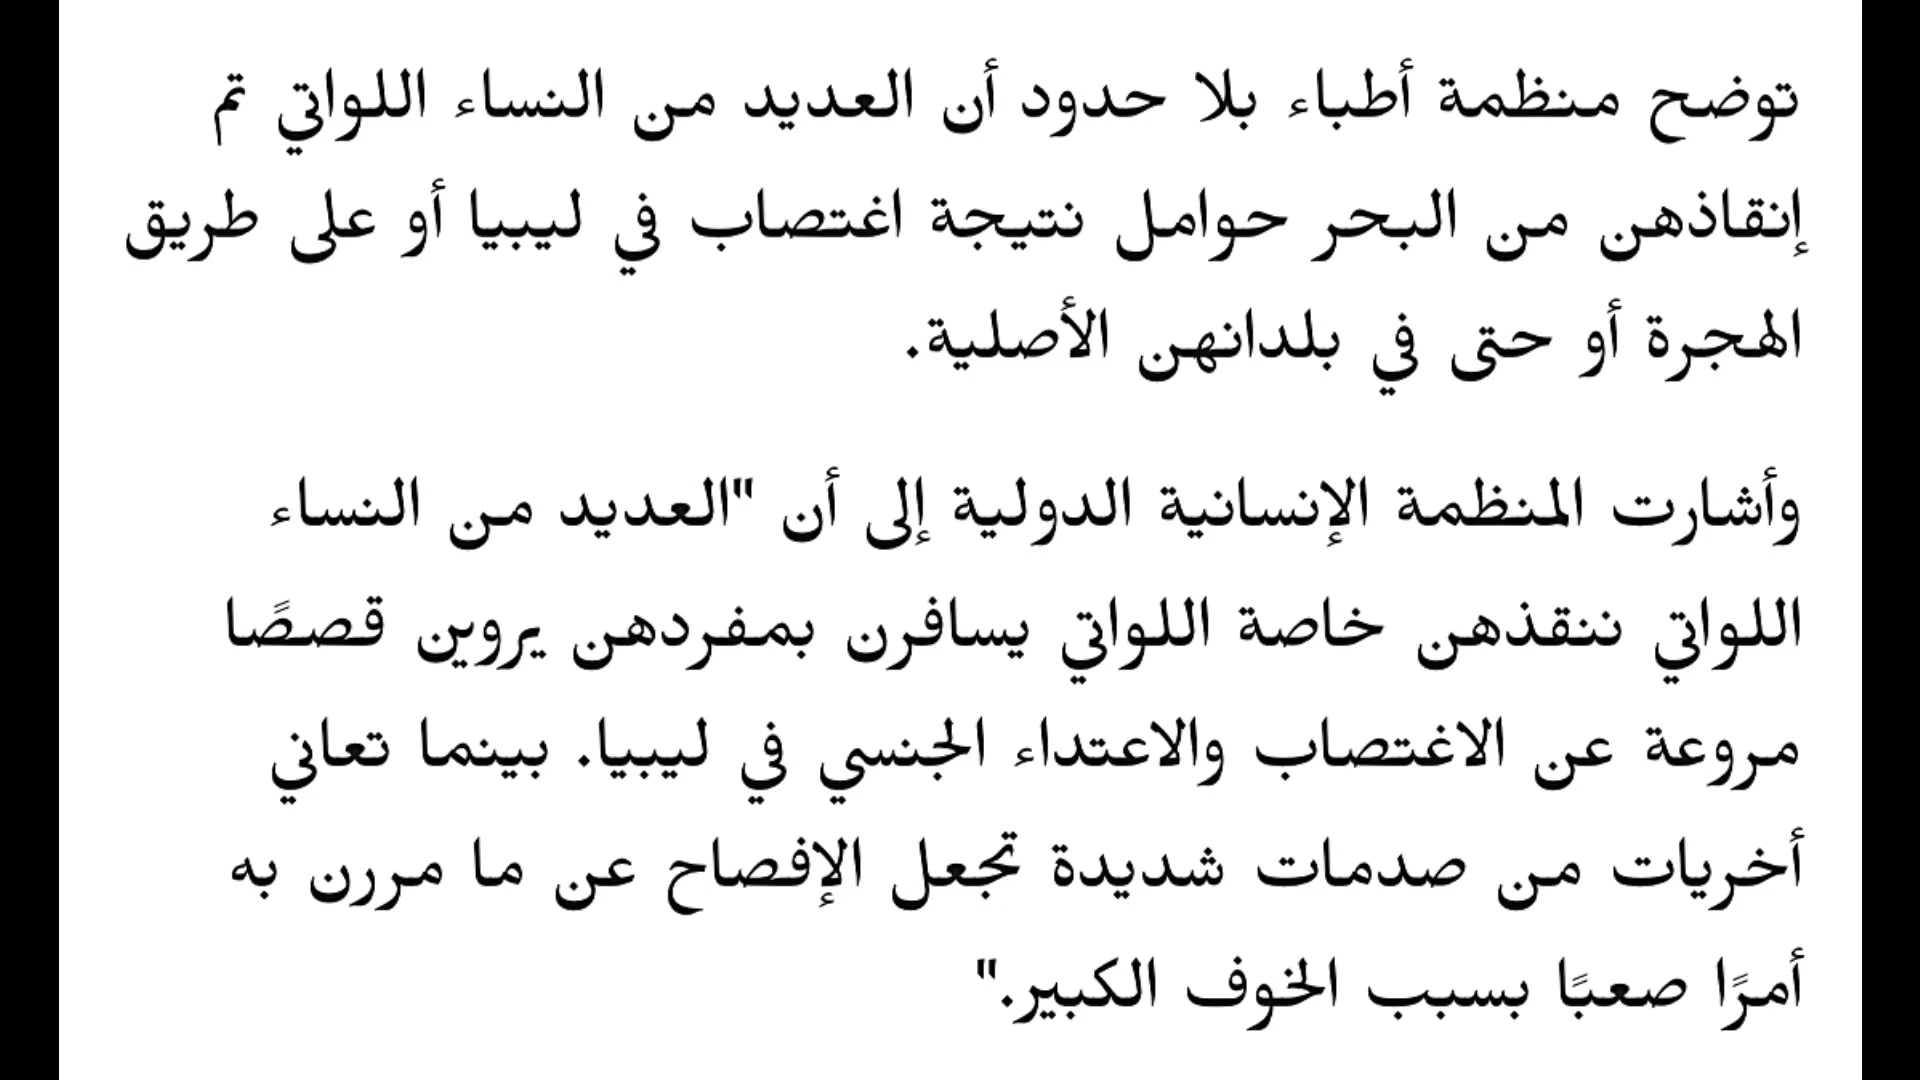 توضح منظمة أطباء بلا حدود أن العديد من النساء اللواتي تم
إنقاذهن من البحر حوامل نتيجة اغتصاب في ليبيا أو على طريق
الهجرة أو حتى في بلدانهن الأصلية.
وأشارت المنظمة الإنسانية الدولية إلى أن "العديد من النساء
اللواتي ننقذهن خاصة اللواتي يسافرن بمفردهن يروين قصصًا
مروعة عن الاغتصاب والاعتداء الجنسي في ليبيا. بينما تعاني
أخريات من صدمات شديدة تجعل الإفصاح عن ما مررن به
أمرًا صعبًا بسبب الخوف الكبير."